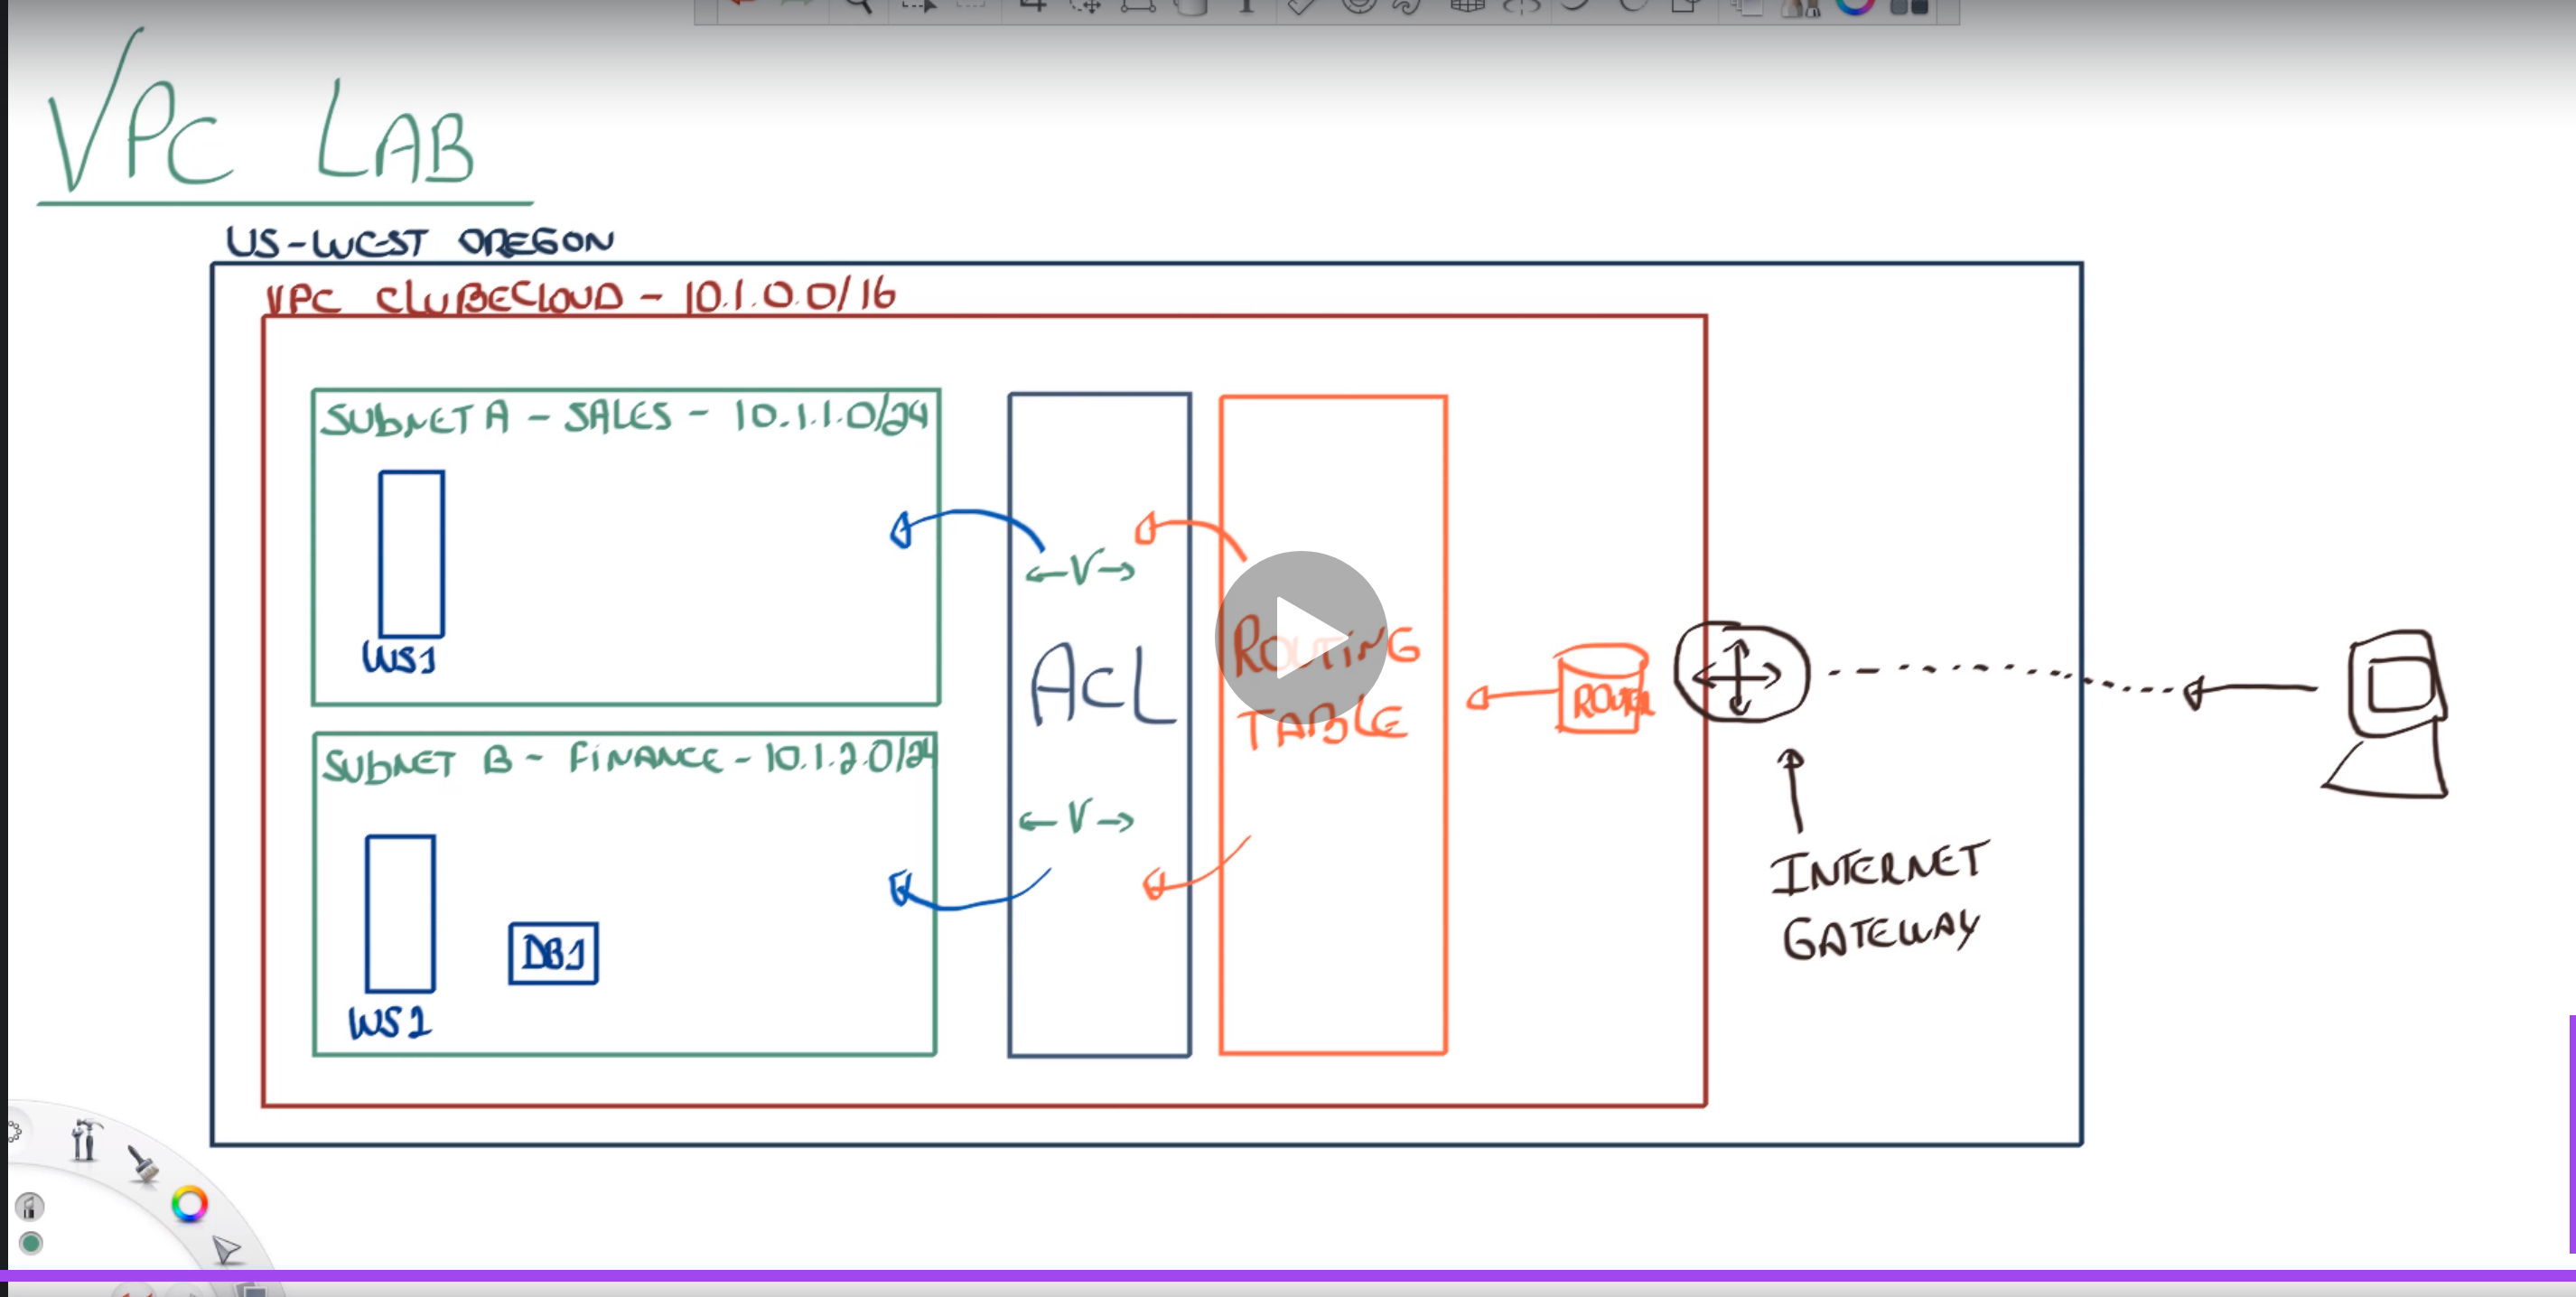 VPC LAB
US-WEST OREGON
VPC CLUBECLOUD - 10.1.0.0/16
SUBNET A - SALES - 10.1.1.0/24
WS1
<-V->
ACL
ROUTING
TABLE
ROUTER
SUBNET B - FINANCE - 10.1.2.0/24
<-V->
DB1
WS2
INTERNET
GATEWAY